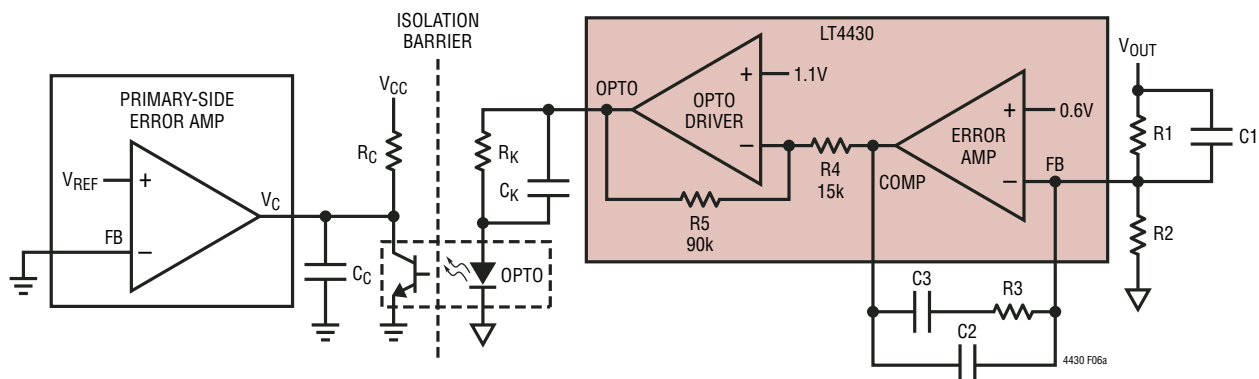 ISOLATION
BARRIER
LT4430
PRIMARY-SIDE
ERROR AMP
VREF
+
FB
–
VC
CC
VCC
RC
RK
CK
OPTO
OPTO
OPTO
DRIVER
+
–
1.1V
R5
90k
R4
15k
COMP
ERROR
AMP
+
–
0.6V
FB
VOUT
R1
C1
R2
C3
R3
C2
4430 F06a